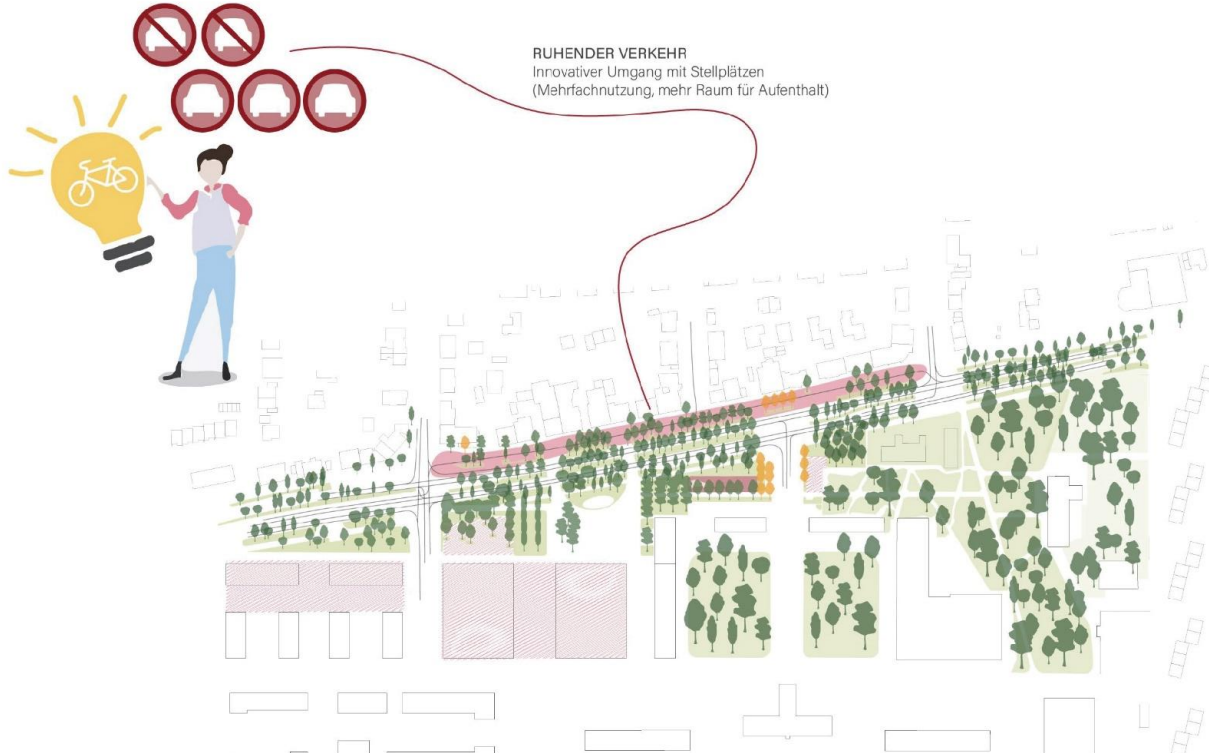 RUHENDER VERKEHR
Innovativer Umgang mit Stellplätzen
(Mehrfachnutzung, mehr Raum für Aufenthalt)